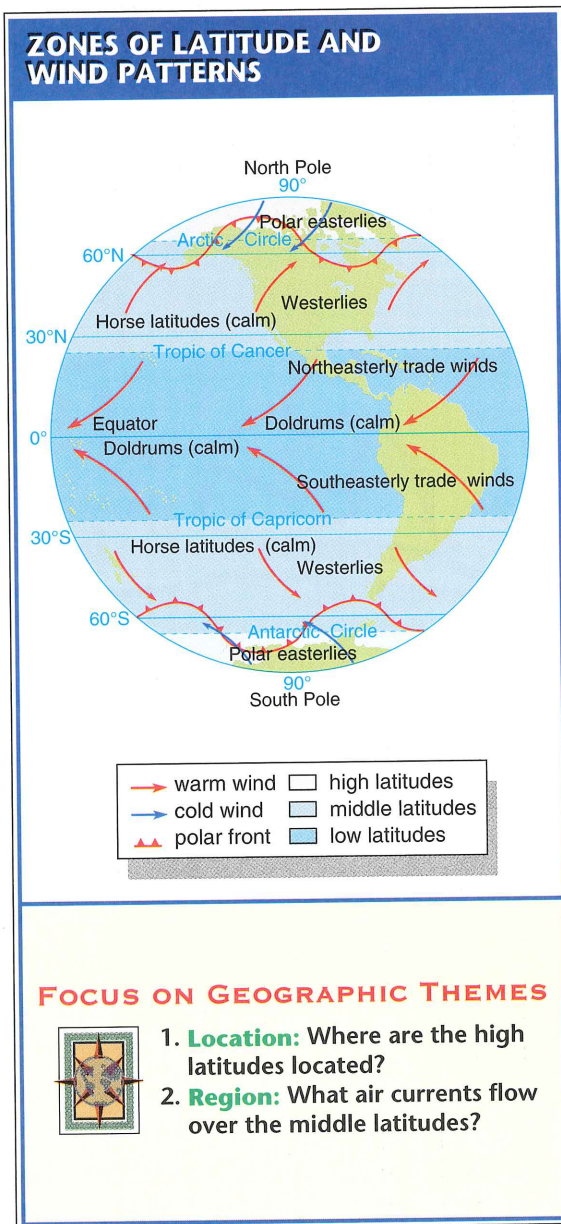 ZONES OF LATITUDE AND
WIND PATTERNS
North Pole
90°
Polar easterlies
Arctic Circle
60°N
Westerlies
Horse latitudes (calm)
30°N
Tropic of Cancer
Northeasterly trade winds
Equator
Doldrums (calm)
0°
Doldrums (calm)
Southeasterly trade winds
Tropic of Capricorn
30°S
Horse latitudes (calm)
Westerlies
60°S
Antarctic Circle
Polar easterlies
90°
South Pole
warm wind
high latitudes
cold wind
middle latitudes
polar front
low latitudes
FOCUS ON GEOGRAPHIC THEMES
1. Location: Where are the high
latitudes located?
2. Region: What air currents flow
over the middle latitudes?